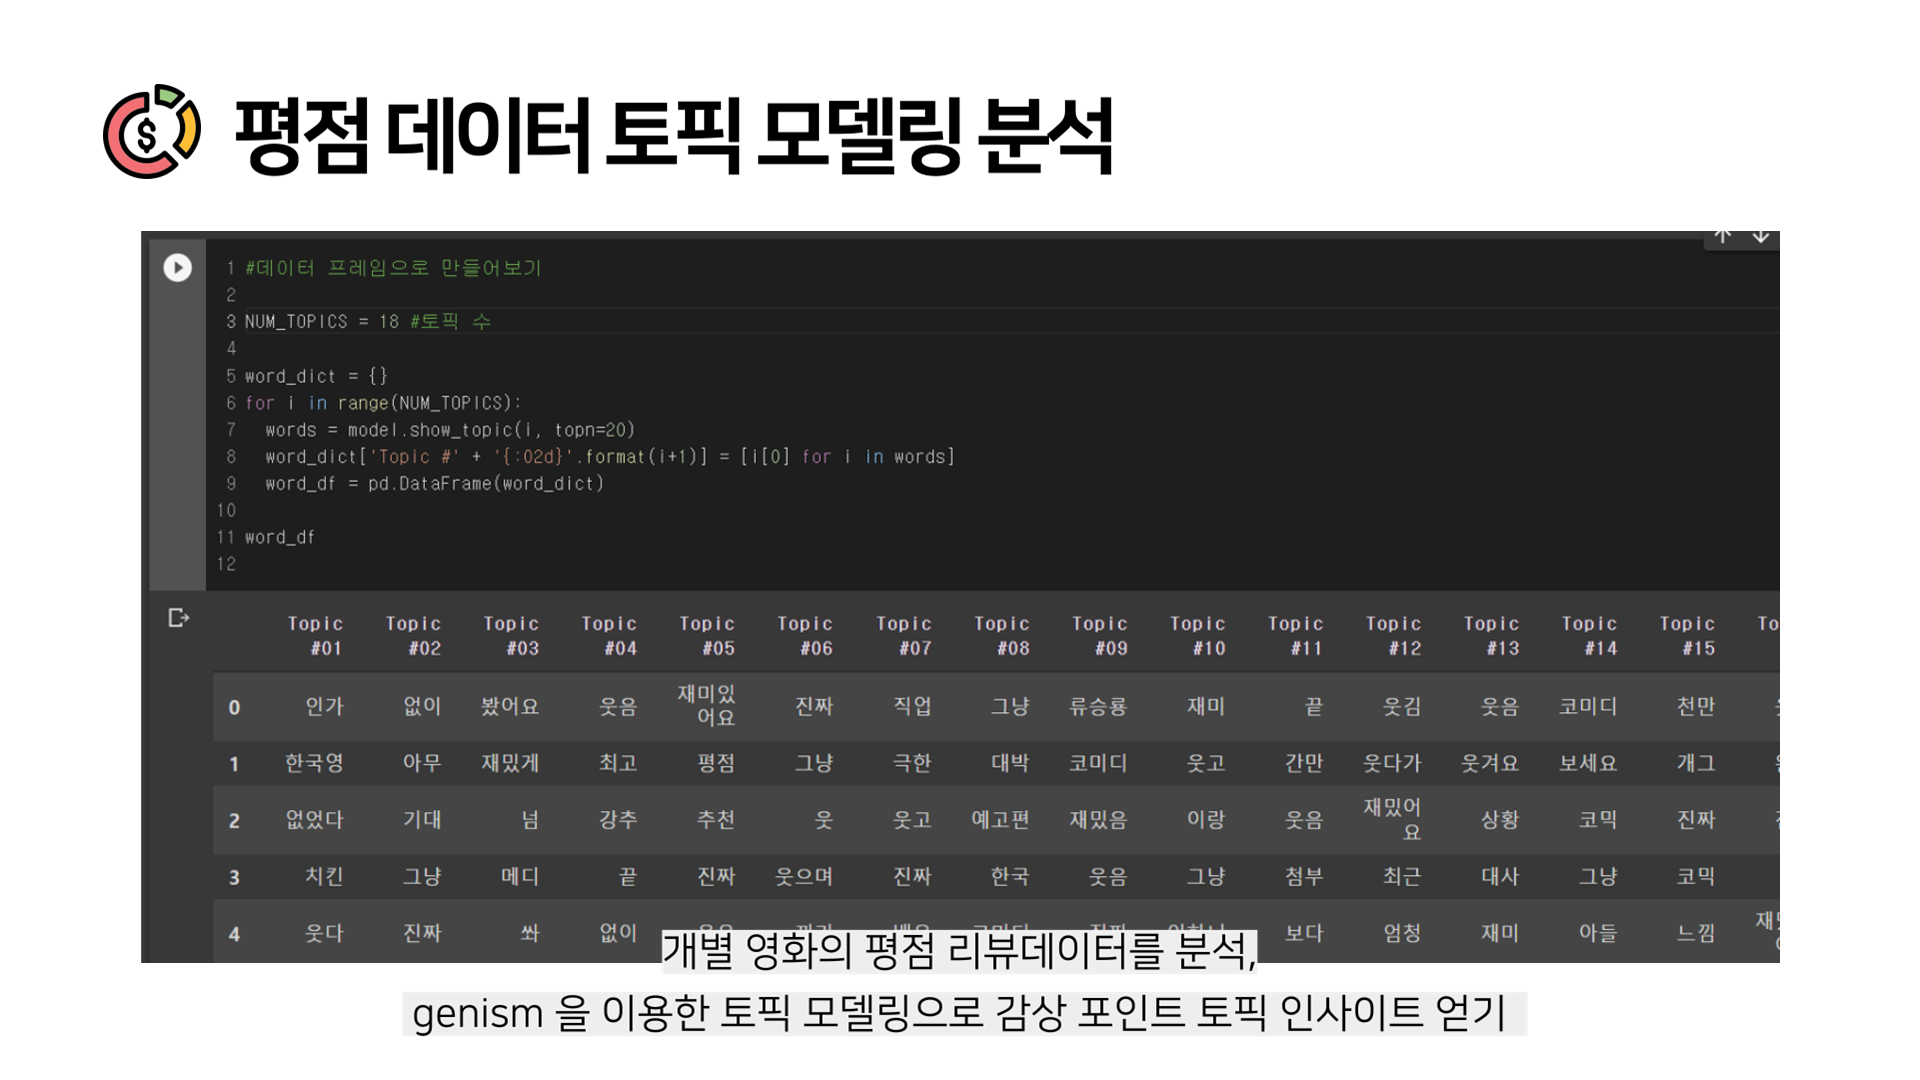 평점 데이터 토픽 모델링 분석
1 #데이터 프레임으로 만들어보기
2
3 NUM_TOPICS = 18 #토픽 수
4
5 word_dict = {}
6 for i in range(NUM_TOPICS):
7 words = model.show_topic(i, topn=20)
8 word_dict['Topic #' + '{:02d}'.format(i+1)] = [i[0] for i in words]
9 word_df = pd.DataFrame(word_dict)
10
11 word_df
12
Topic Topic Topic Topic Topic Topic Topic Topic Topic Topic Topic Topic Topic Topic Topic To
#01 #02 #03 #04 #05 #06 #07 #08 #09 #10 #11 #12 #13 #14 #15
0 인가 없이 봤어요 웃음 재미있어요 진짜 직업 그냥 류승룡 재미 끝 웃김 웃음 코미디 천만
1 한국영 아무 재밌게 최고 평점 그냥 극한 대박 코미디 웃고 간만 웃다가 웃겨요 보세요 개그
2 없었다 기대 넘 강추 추천 웃 웃고 예고편 재밌음 이랑 웃음 재밌어요 상황 코믹 진짜
3 치킨 그냥 메디 끝 진짜 웃으며 진짜 한국 웃음 그냥 첨부 최근 대사 그냥 코믹
4 웃다 진짜 쏴 없이 보다 엄청 재미 아들 느낌
개별 영화의 평점 리뷰데이터를 분석,
genism 을 이용한 토픽 모델링으로 감상 포인트 토픽 인사이트 얻기